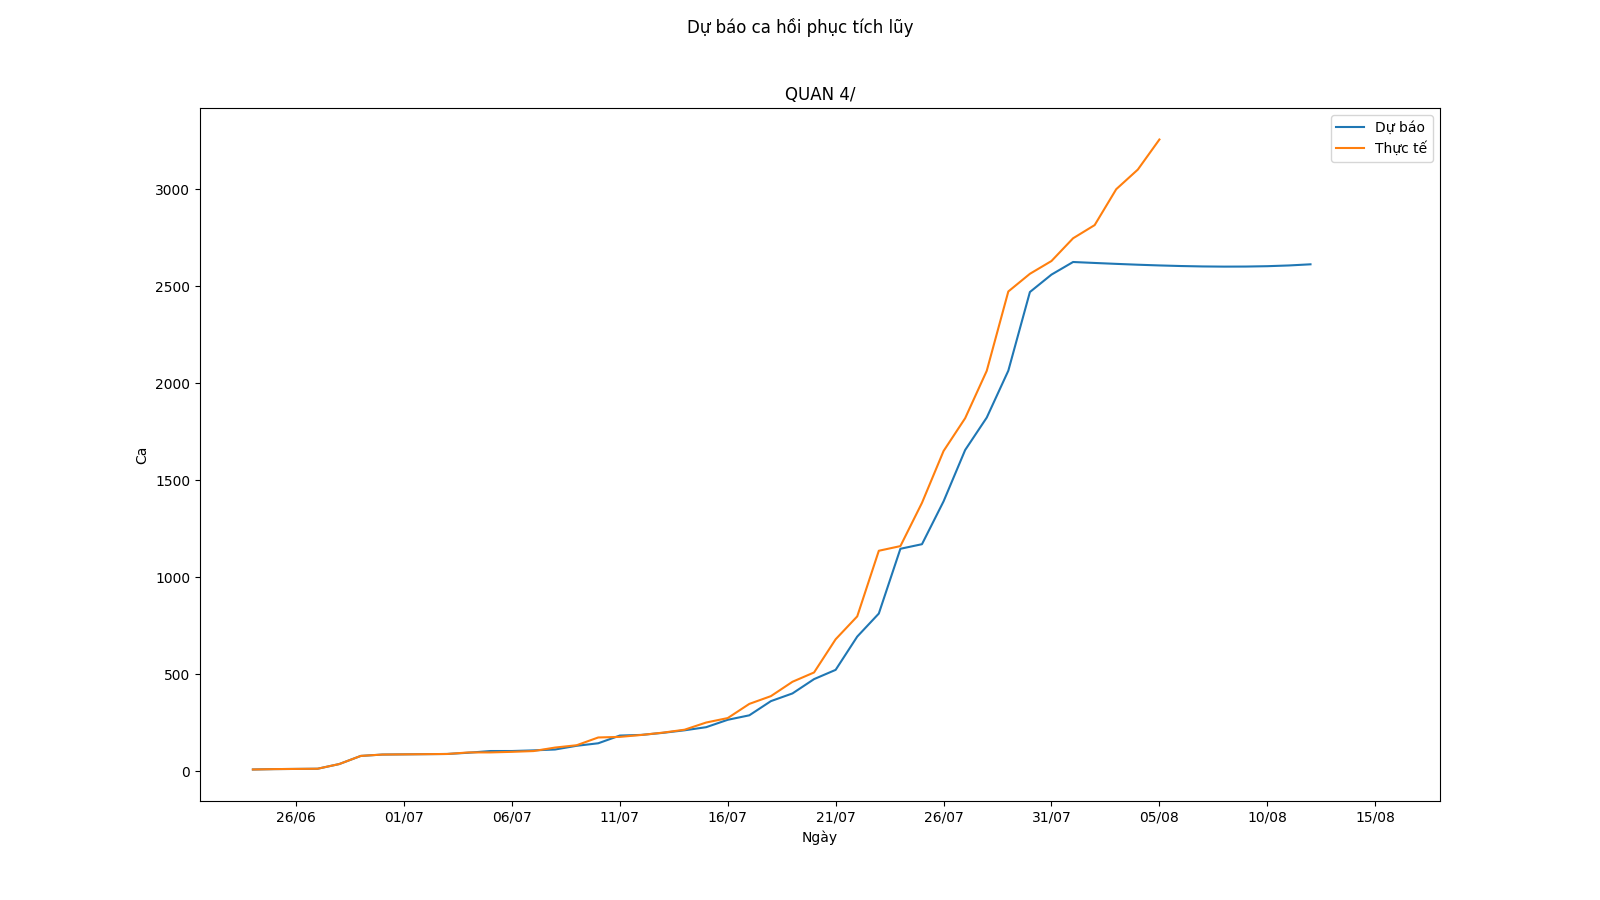 Dự báo ca hồi phục tích lũy
QUAN 4/
Dự báo
Thực tế
3000
2500
2000
1500
1000
500
0
Ca
26/06 01/07 06/07 11/07 16/07 21/07 26/07 31/07 05/08 10/08 15/08
Ngày